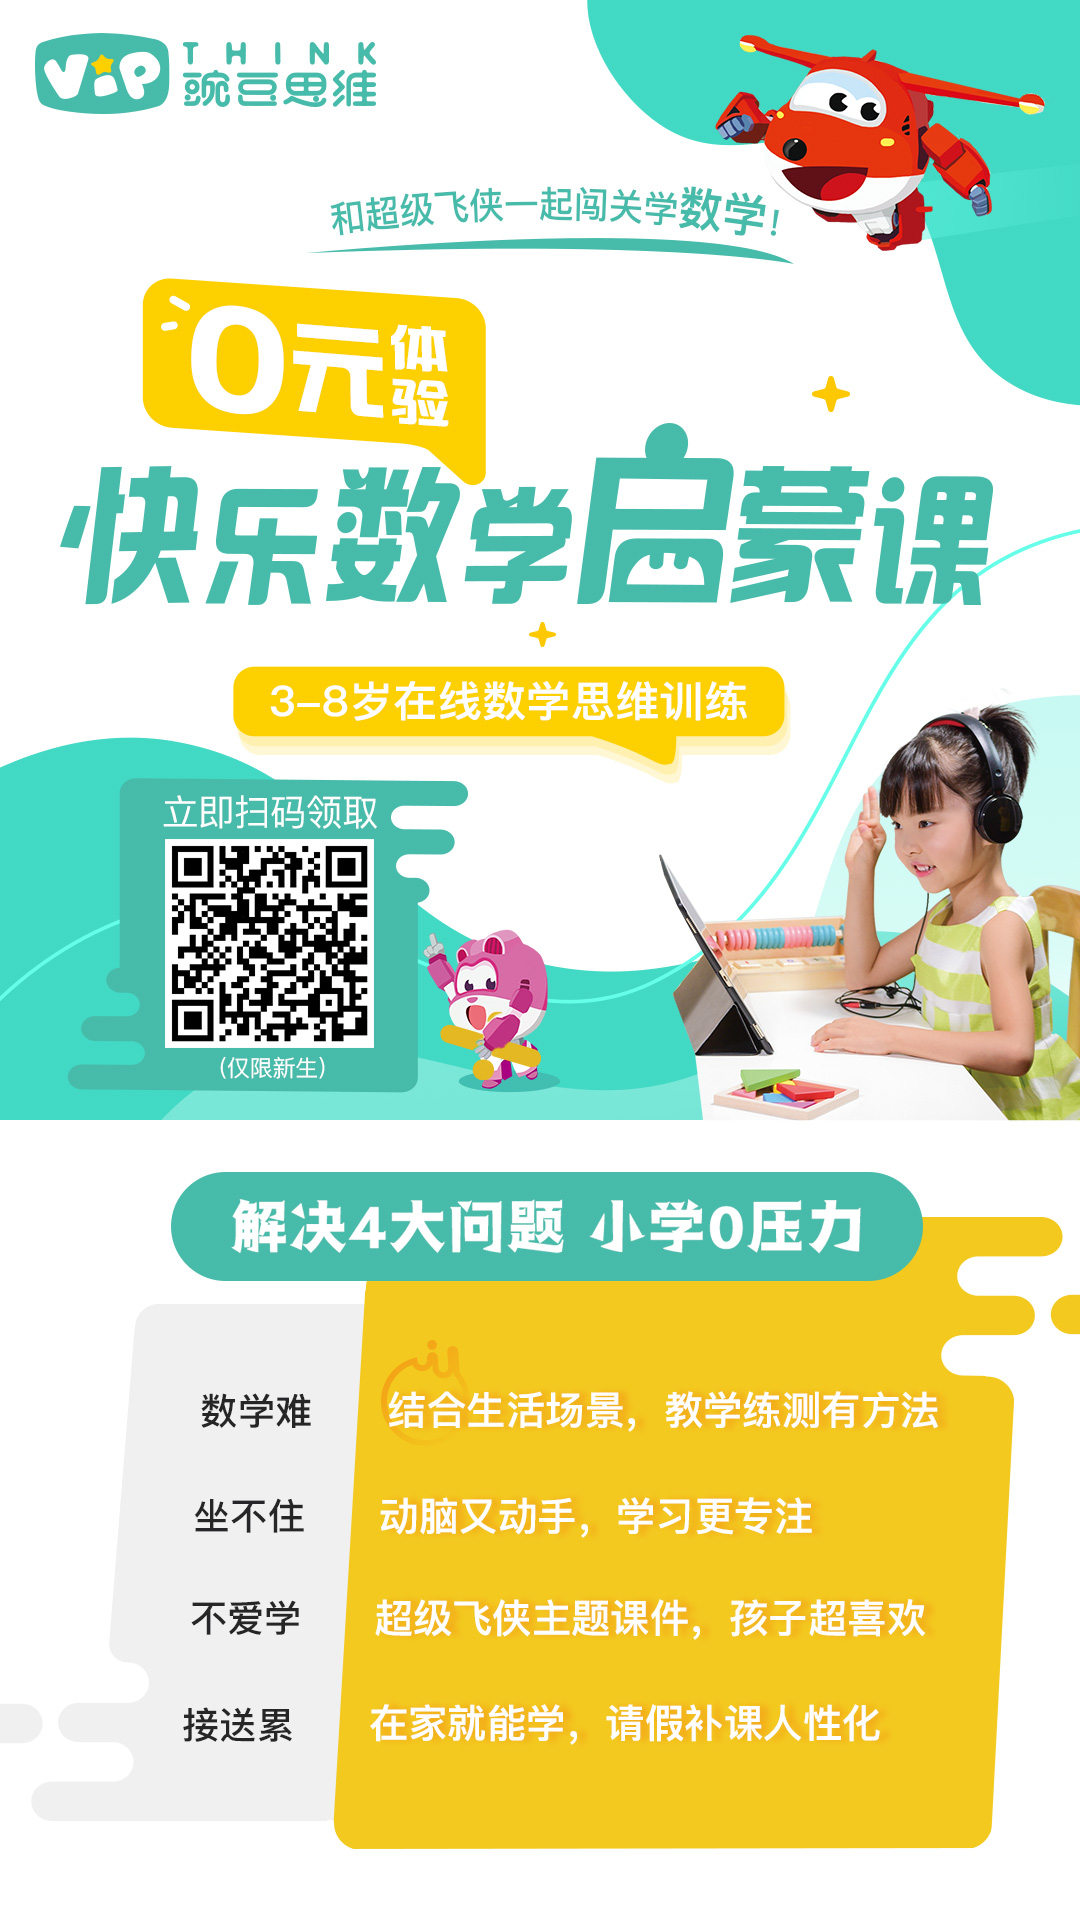 ViP
THINK
豌豆思维
和超级飞侠一起闯关学数学!
0元体验
快乐数学启蒙课
3-8岁在线数学思维训练
立即扫码领取
(仅限新生)
解决4大问题 小学0压力
数学难 结合生活场景，教学练测有方法
坐不住 动脑又动手，学习更专注
不爱学 超级飞侠主题课件，孩子超喜欢
接送累 在家就能学，请假补课人性化